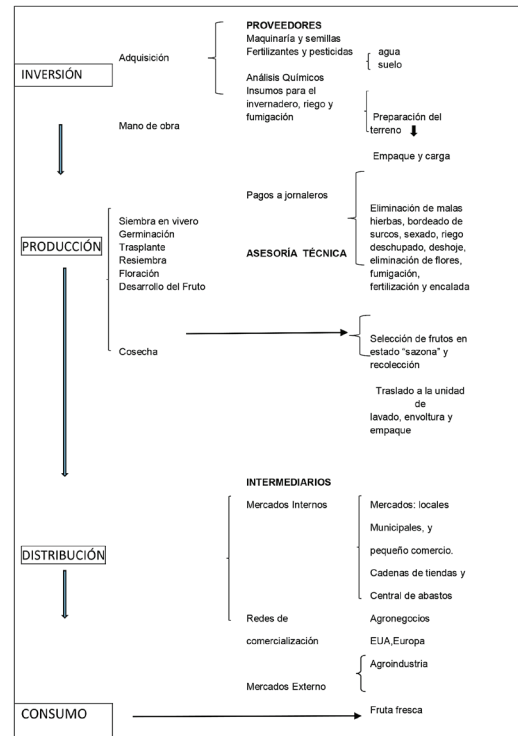 PROVEEDORES
Maquinaría y semillas
Fertilizantes y pesticidas
agua
suelo
Adquisición
INVERSIÓN
Análisis Químicos
Insumos para el
invernadero, riego y
fumigación
Mano de obra
Preparación del
terreno
Empaque y carga
Pagos a jornaleros
Siembra en vivero
Germinación
Trasplante
Resiembra
Floración
Desarrollo del Fruto
PRODUCCIÓN
ASESORÍA TÉCNICA
Eliminación de malas
hierbas, bordeado de
surcos, sexado, riego
deschupado, deshoje,
eliminación de flores,
fumigación,
fertilización y encalada
Cosecha
Selección de frutos en
estado “sazona” y
recolección
Traslado a la unidad
de
lavado, envoltura y
empaque
INTERMEDIARIOS
Mercados Internos
Mercados: locales
Municipales, y
pequeño comercio.
Cadenas de tiendas y
Central de abastos
DISTRIBUCIÓN
Redes de
comercialización
Agronegocios
EUA,Europa
Agroindustria
Mercados Externo
Fruta fresca
CONSUMO